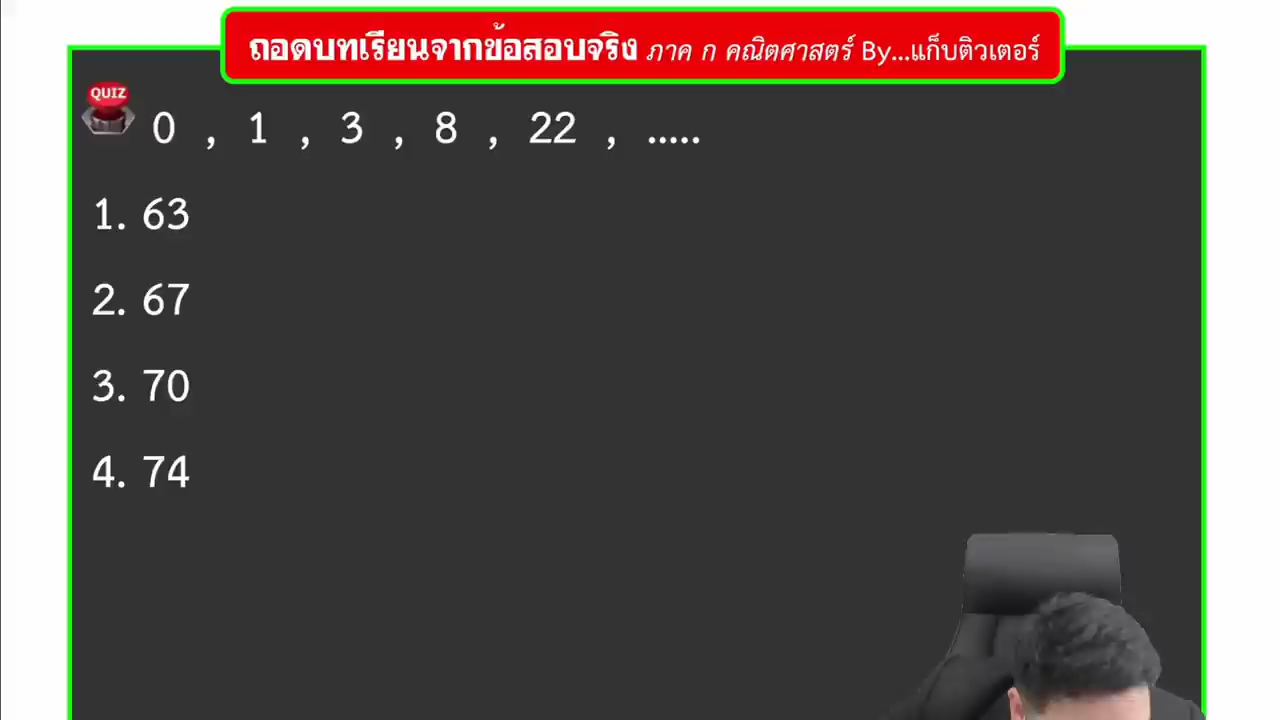 ถอดบทเรียนจากข้อสอบจริง ภาค ก คณิตศาสตร์ By...แก็บติวเตอร์
QUIZ
0 , 1 , 3 , 8 , 22 , .....
1. 63
2. 67
3. 70
4. 74